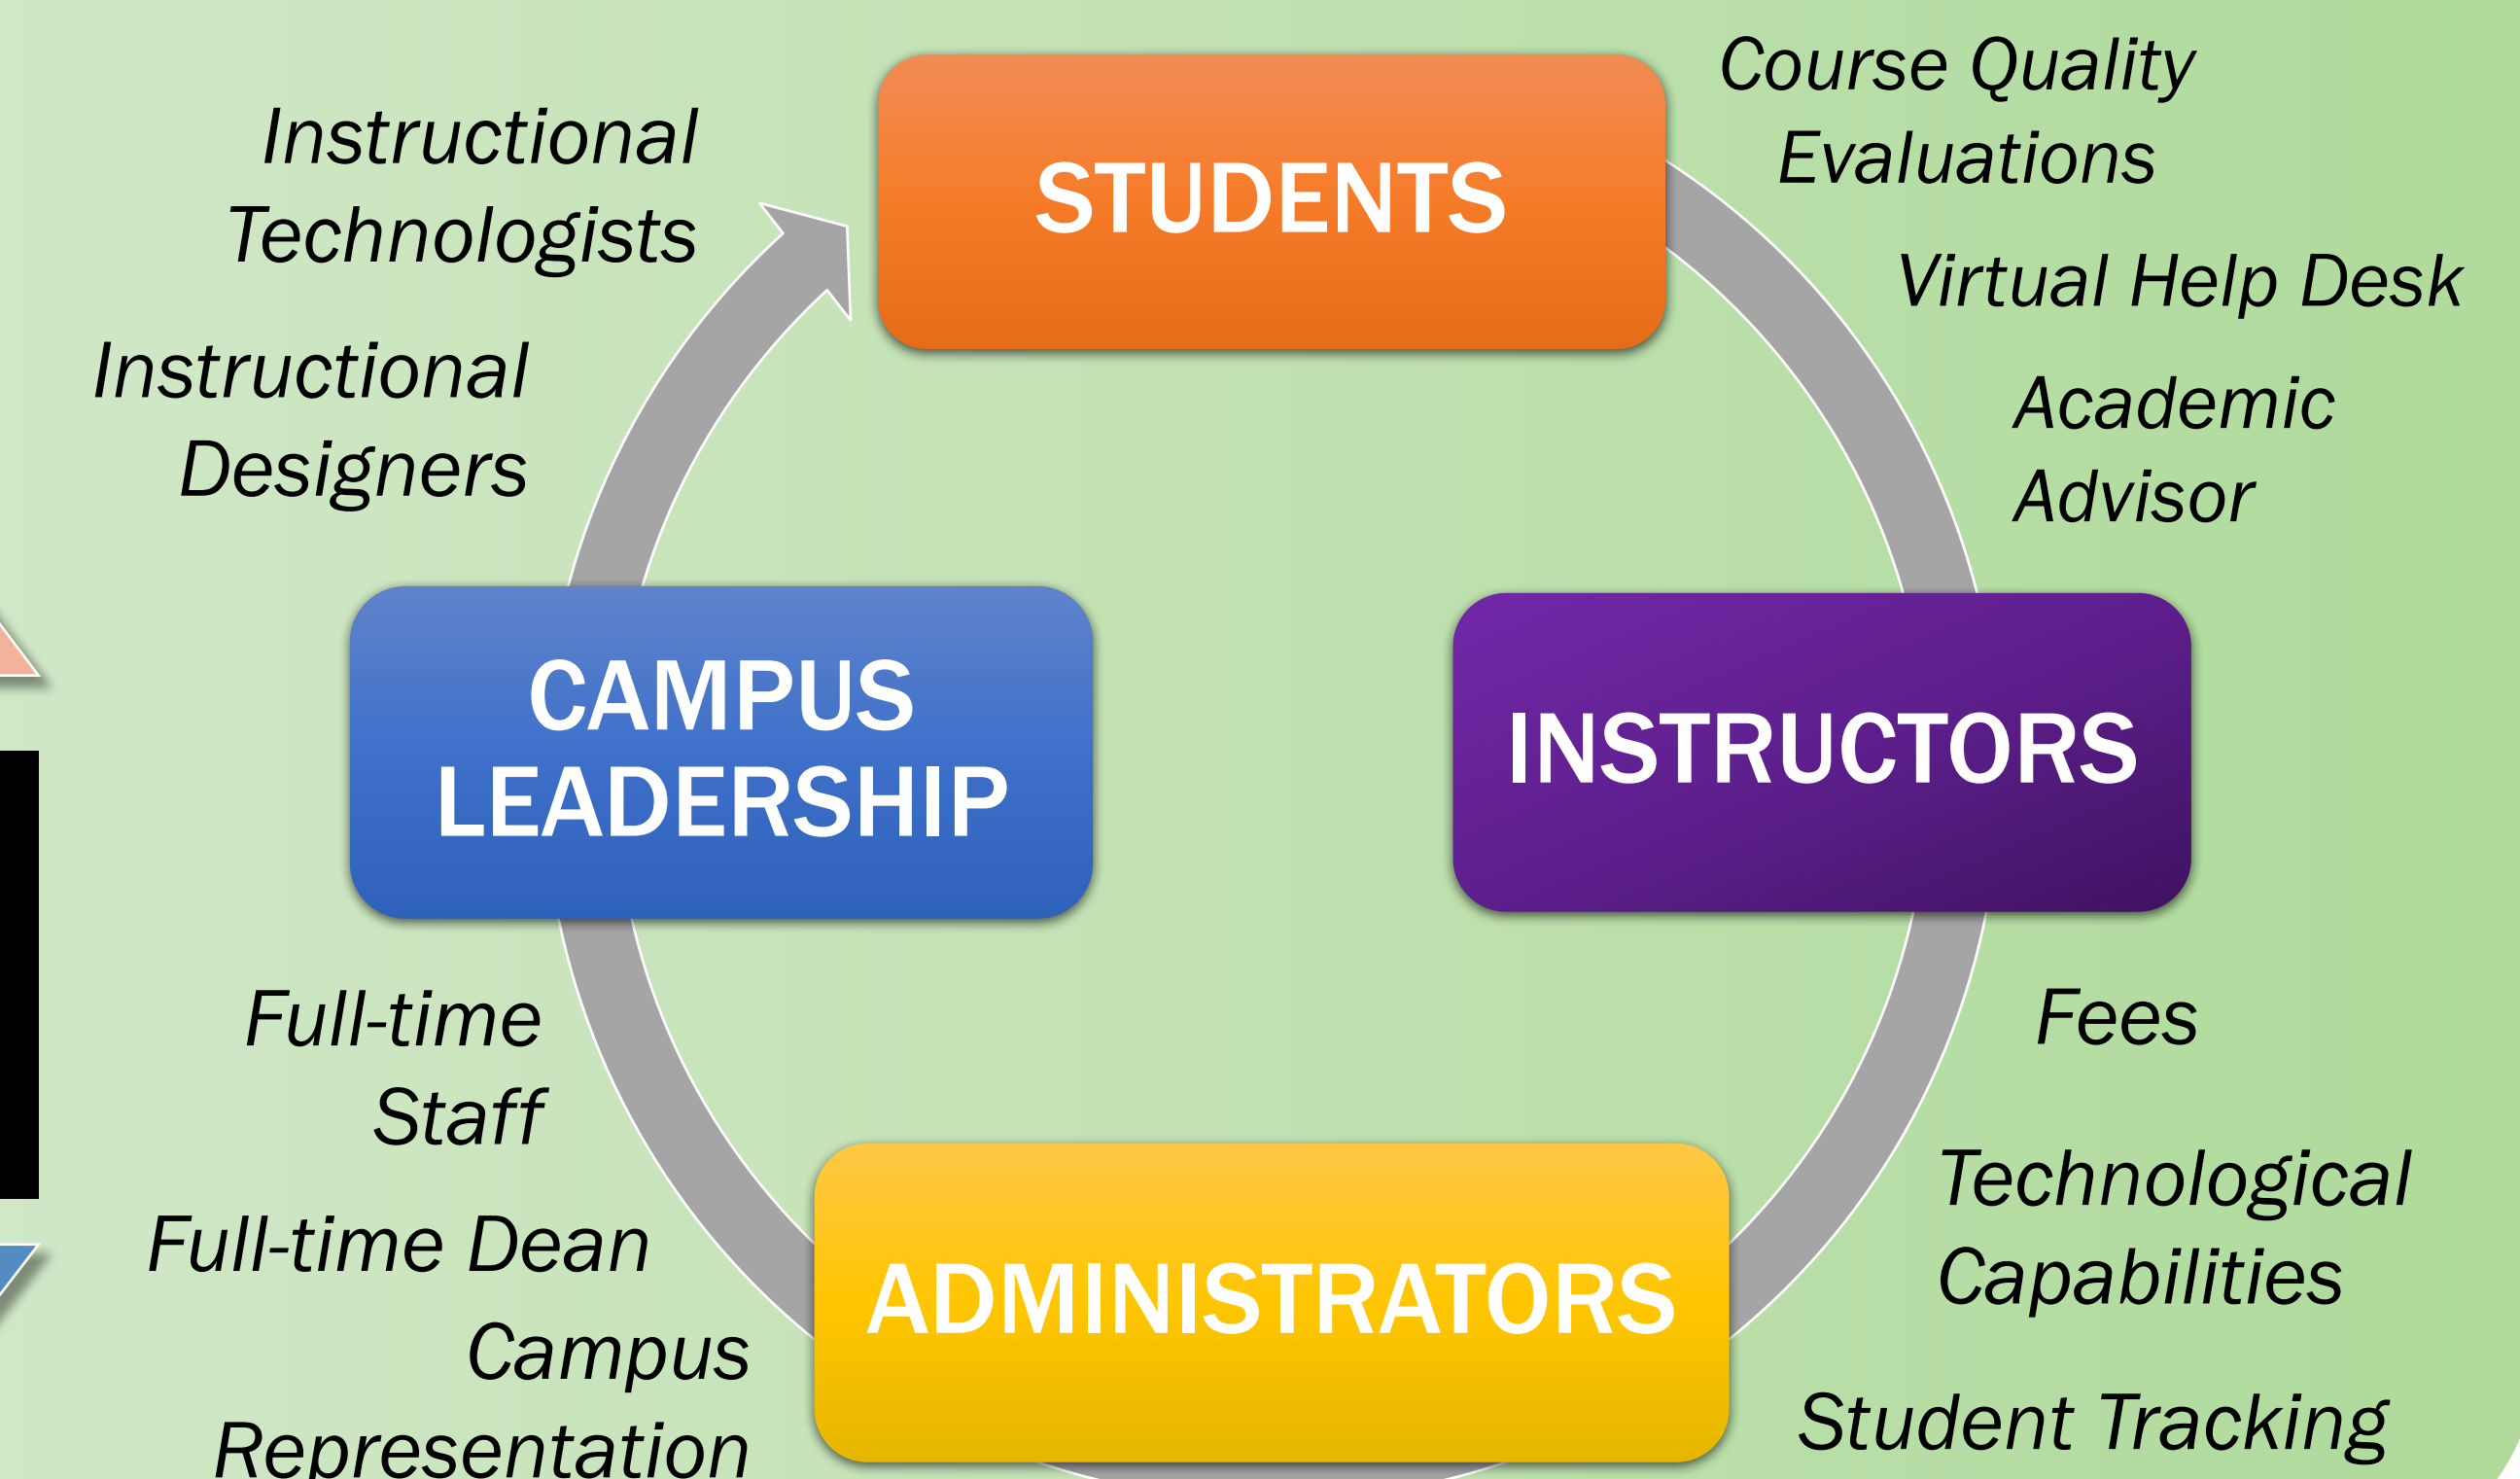 STUDENTS
Course Quality
Evaluations
Virtual Help Desk
Academic
Advisor
INSTRUCTORS
Fees
Technological
Capabilities
Student Tracking
ADMINISTRATORS
Full-time
Staff
Full-time Dean
Campus
Representation
CAMPUS
LEADERSHIP
Instructional
Technologists
Instructional
Designers